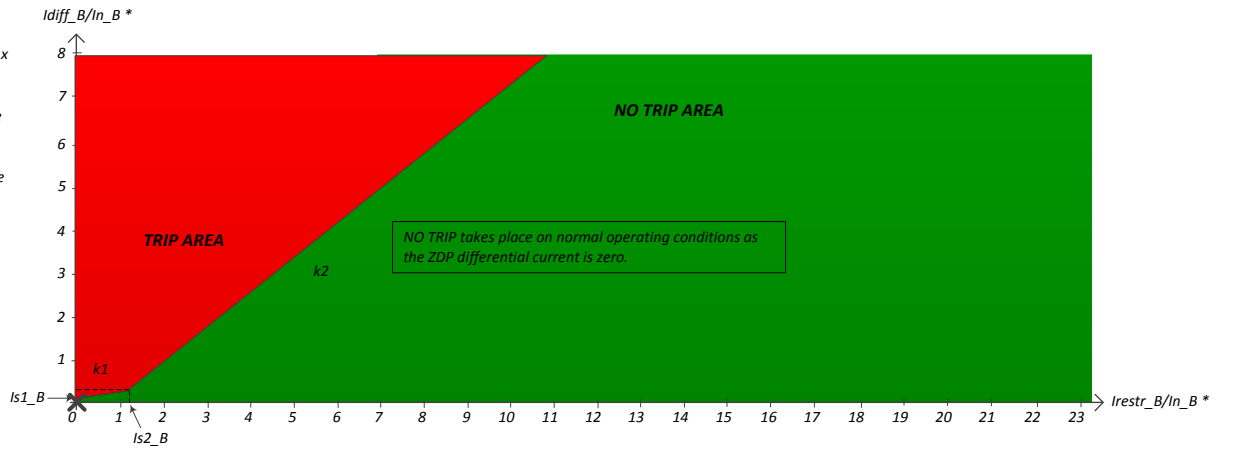 Idiff_B/In_B *
x
8
7
NO TRIP AREA
6
e
5
4
TRIP AREA
NO TRIP takes place on normal operating conditions as
the ZDP differential current is zero.
3
k2
2
1
k1
Is1_B
Irestr_B/In_B *
0 1 2 3 4 5 6 7 8 9 10 11 12 13 14 15 16 17 18 19 20 21 22 23
Is2_B